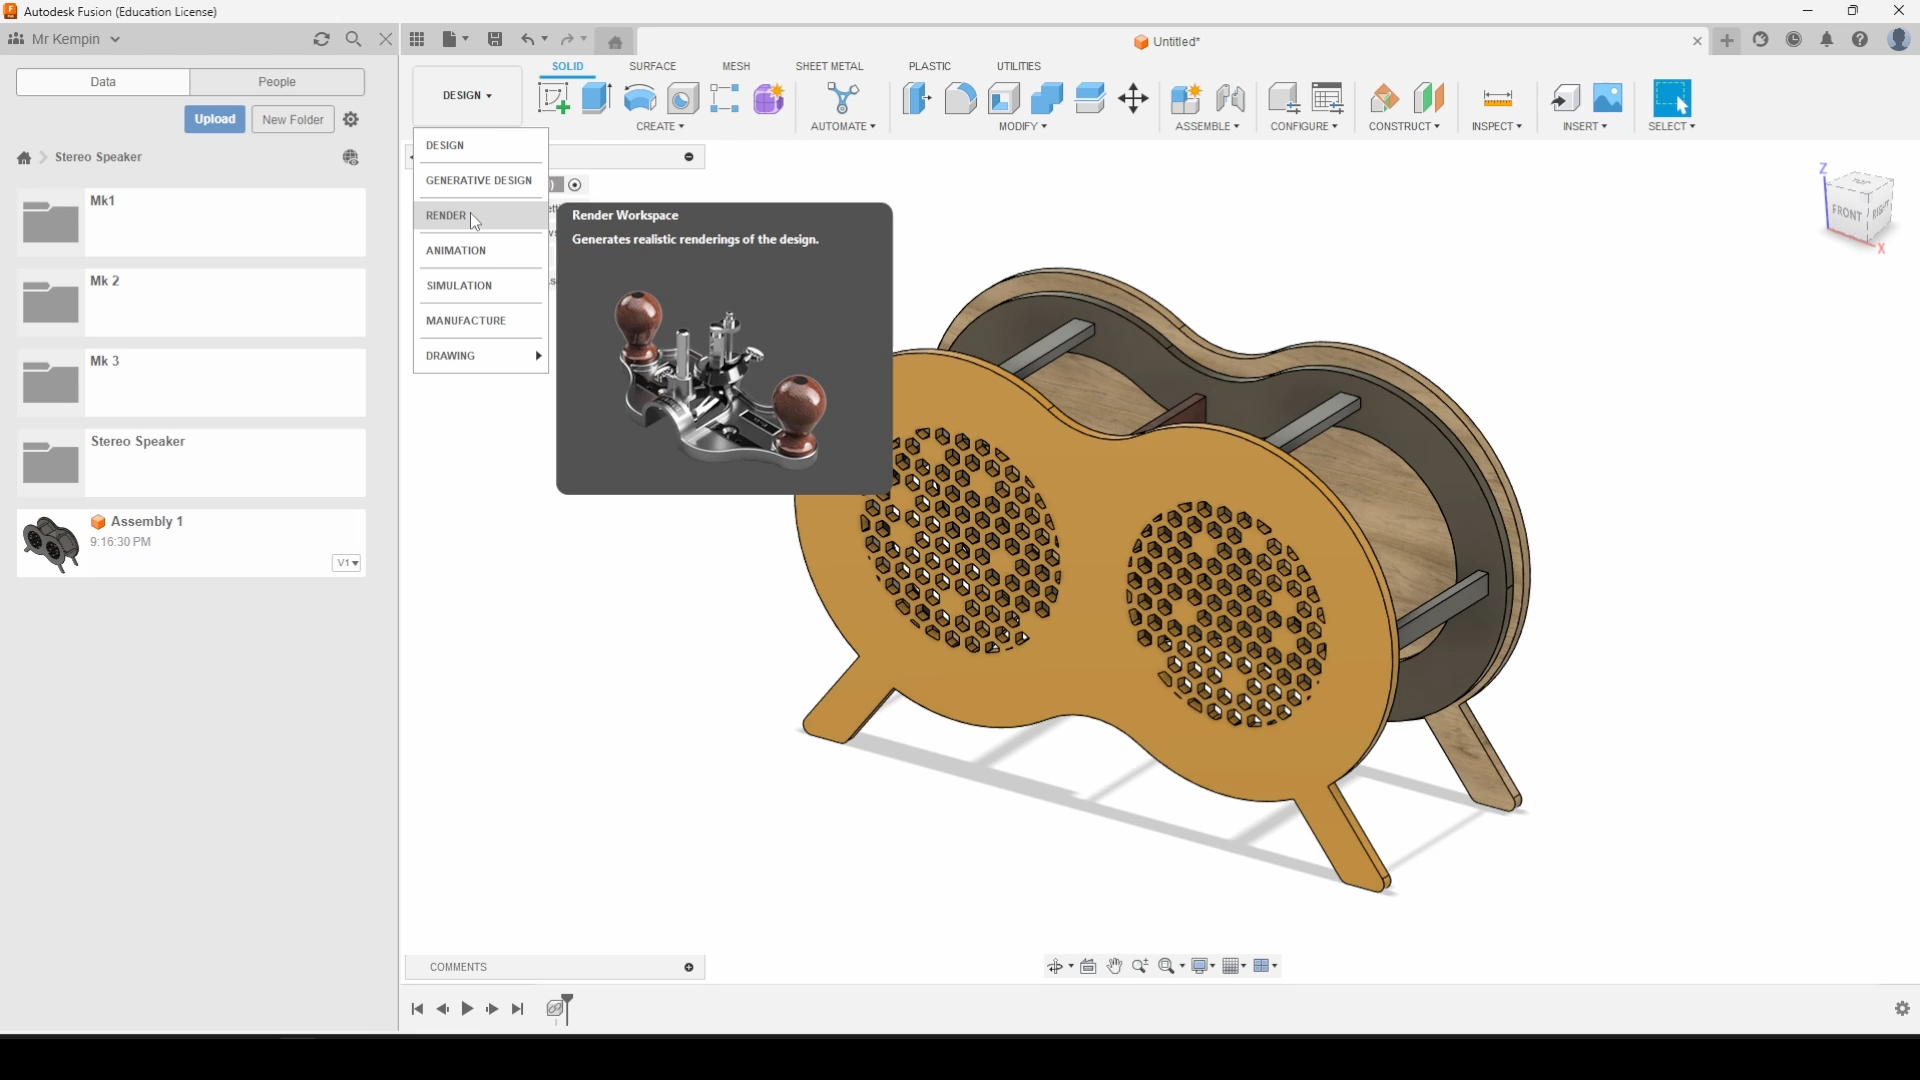 Autodesk Fusion (Education License)
Mr Kempin
Untitled*
Data
People
Upload
New Folder
Stereo Speaker
Mk1
Mk 2
Mk 3
Stereo Speaker
Assembly 1
9:16:30 PM
V1
DESIGN
SOLID
SURFACE
MESH
SHEET METAL
PLASTIC
UTILITIES
CREATE
AUTOMATE
MODIFY
ASSEMBLE
CONFIGURE
CONSTRUCT
INSPECT
INSERT
SELECT
DESIGN
GENERATIVE DESIGN
RENDER
ANIMATION
SIMULATION
MANUFACTURE
DRAWING
Render Workspace
Generates realistic renderings of the design.
Z
FRONT
RIGHT
X
COMMENTS